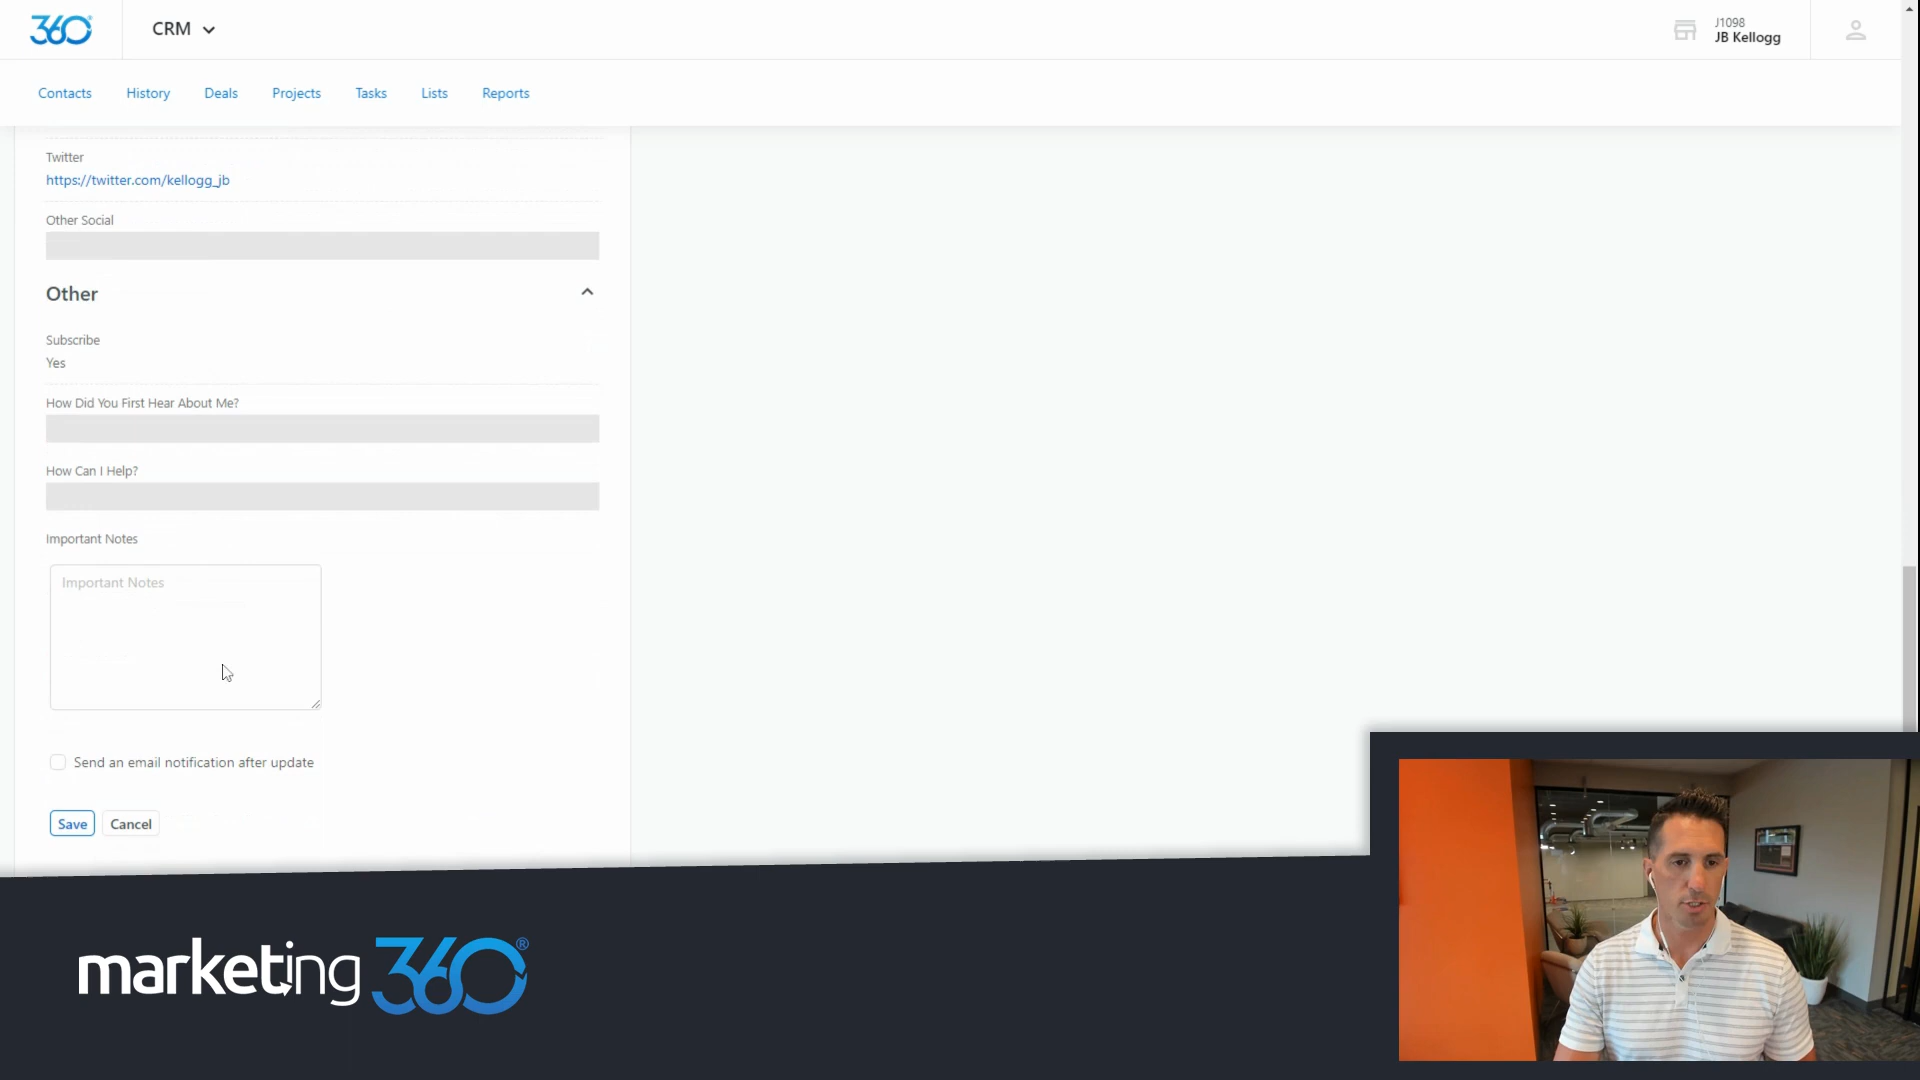 360®
CRM
J1098
JB Kellogg
Contacts
History
Deals
Projects
Tasks
Lists
Reports
Twitter
https://twitter.com/kellogg_jb
Other Social
Other
Subscribe
Yes
How Did You First Hear About Me?
How Can I Help?
Important Notes
Important Notes
Send an email notification after update
Save
Cancel
marketing 360®